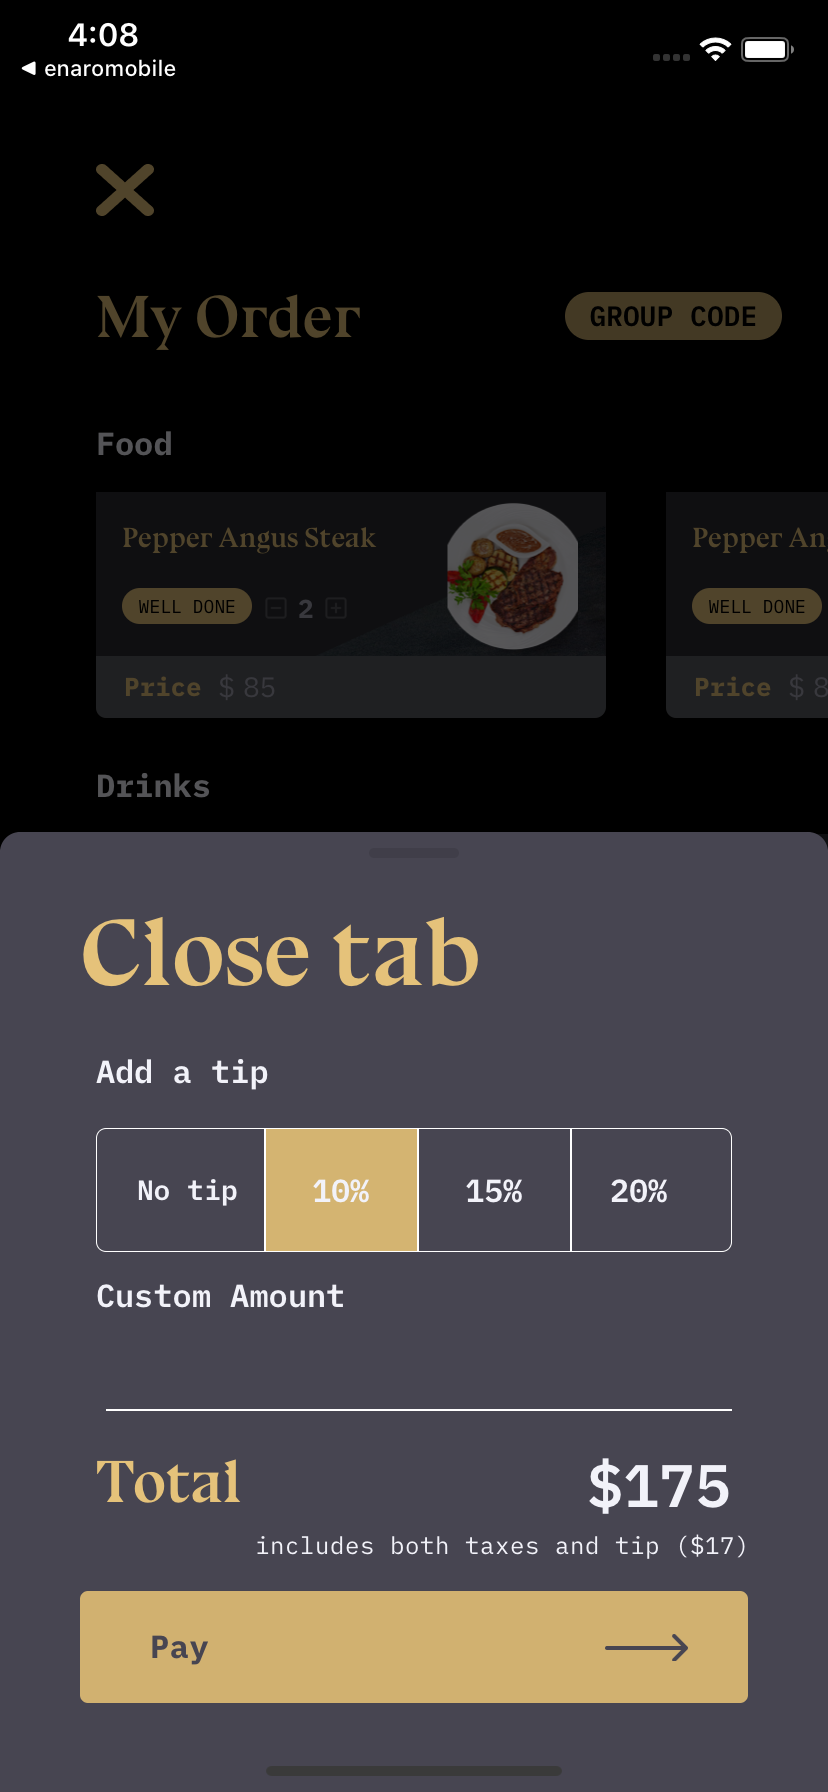 4:08
◀ enaromobile
My Order
GROUP CODE
Food
Pepper Angus Steak
WELL DONE
2
Price $ 85
Pepper An
WELL DONE
Price $ 8
Drinks
Close tab
Add a tip
No tip 10% 15% 20%
Custom Amount
Total $175
includes both taxes and tip ($17)
Pay